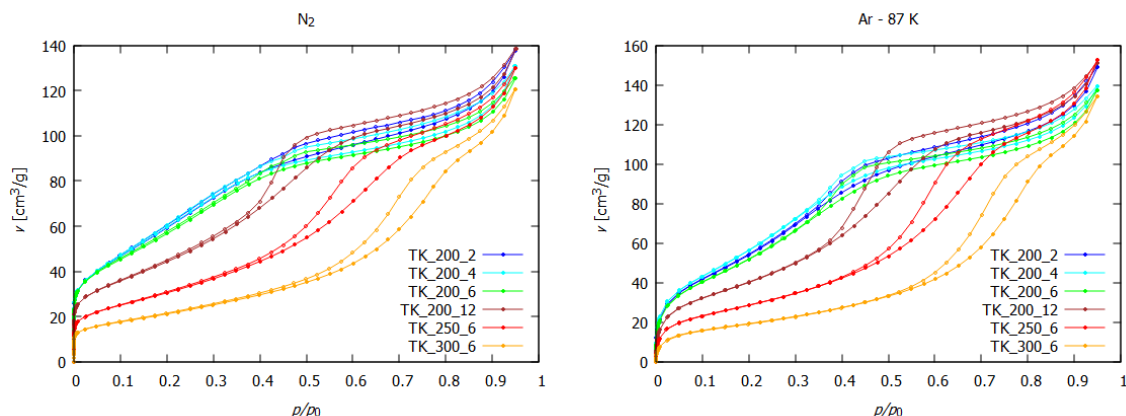 N2
140
120
100
80
60
40
20
0
v [cm3/g]
0
0.1
0.2
0.3
0.4
0.5
0.6
0.7
0.8
0.9
1
p/p0
TK_200_2
TK_200_4
TK_200_6
TK_200_12
TK_250_6
TK_300_6
Ar - 87 K
160
140
120
100
80
60
40
20
0
v [cm3/g]
0
0.1
0.2
0.3
0.4
0.5
0.6
0.7
0.8
0.9
1
p/p0
TK_200_2
TK_200_4
TK_200_6
TK_200_12
TK_250_6
TK_300_6